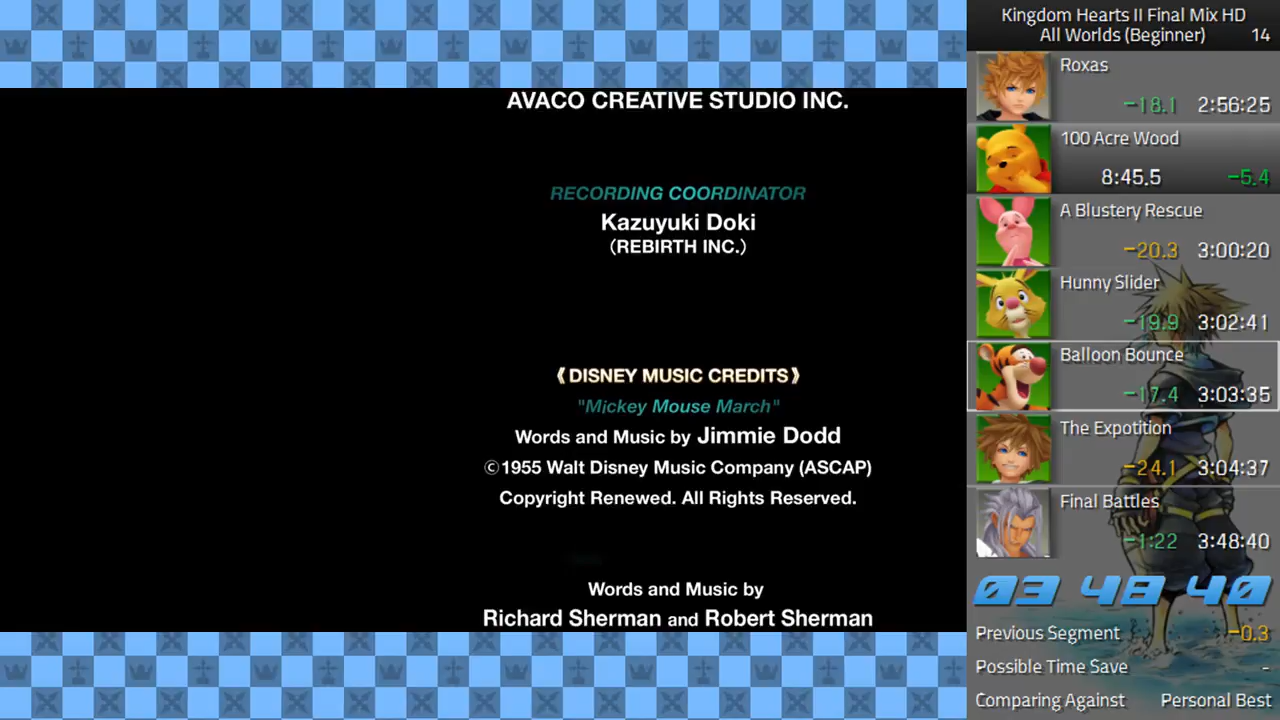 AVACO CREATIVE STUDIO INC.
RECORDING COORDINATOR
Kazuyuki Doki
(REBIRTH INC.)
《DISNEY MUSIC CREDITS》
"Mickey Mouse March"
Words and Music by Jimmie Dodd
©1955 Walt Disney Music Company (ASCAP)
Copyright Renewed. All Rights Reserved.
Words and Music by
Richard Sherman and Robert Sherman
Kingdom Hearts II Final Mix HD
All Worlds (Beginner) 14
Roxas
-18.1 2:56:25
100 Acre Wood
8:45.5 -5.4
A Blustery Rescue
-20.3 3:00:20
Hunny Slider
-19.9 3:02:41
Balloon Bounce
-17.4 3:03:35
The Expotition
-24.1 3:04:37
Final Battles
-1:22 3:48:40
03 48 40
Previous Segment -0.3
Possible Time Save -
Comparing Against Personal Best